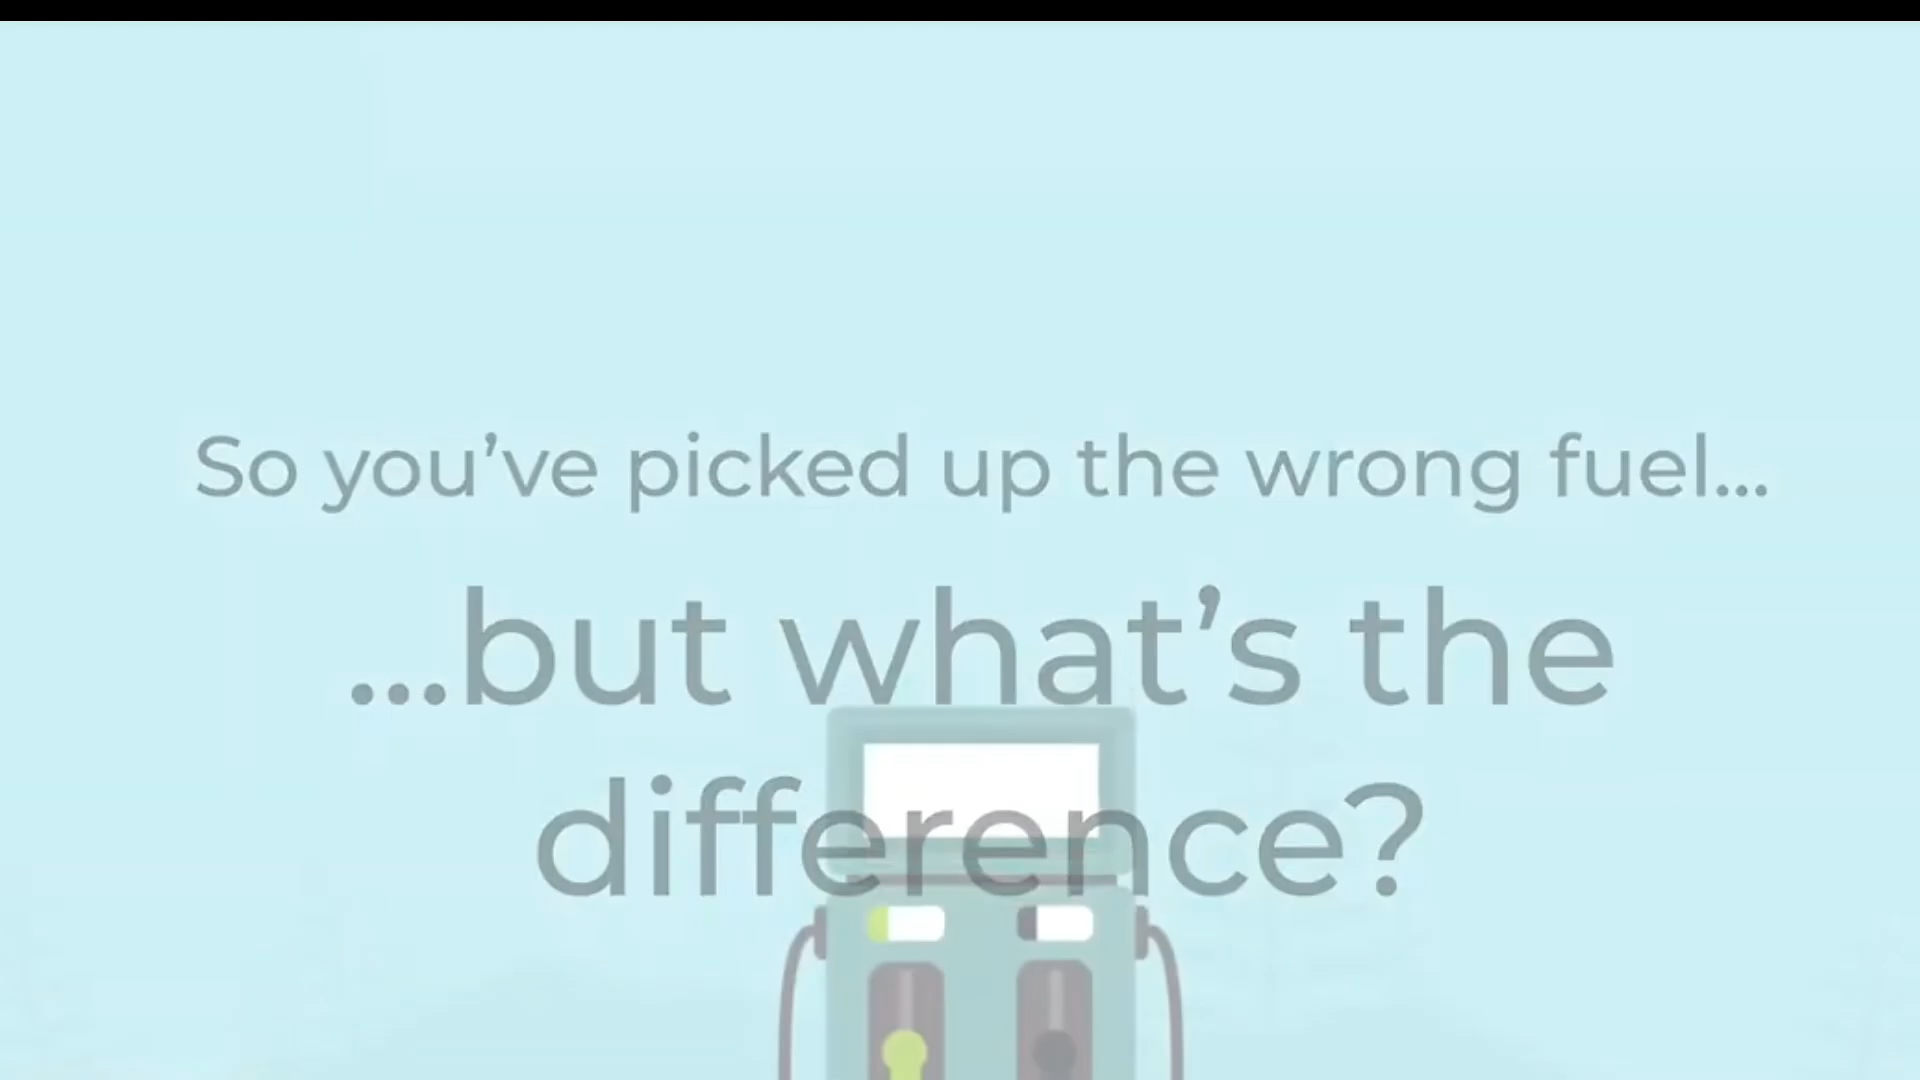 So you’ve picked up the wrong fuel...
...but what’s the
difference?